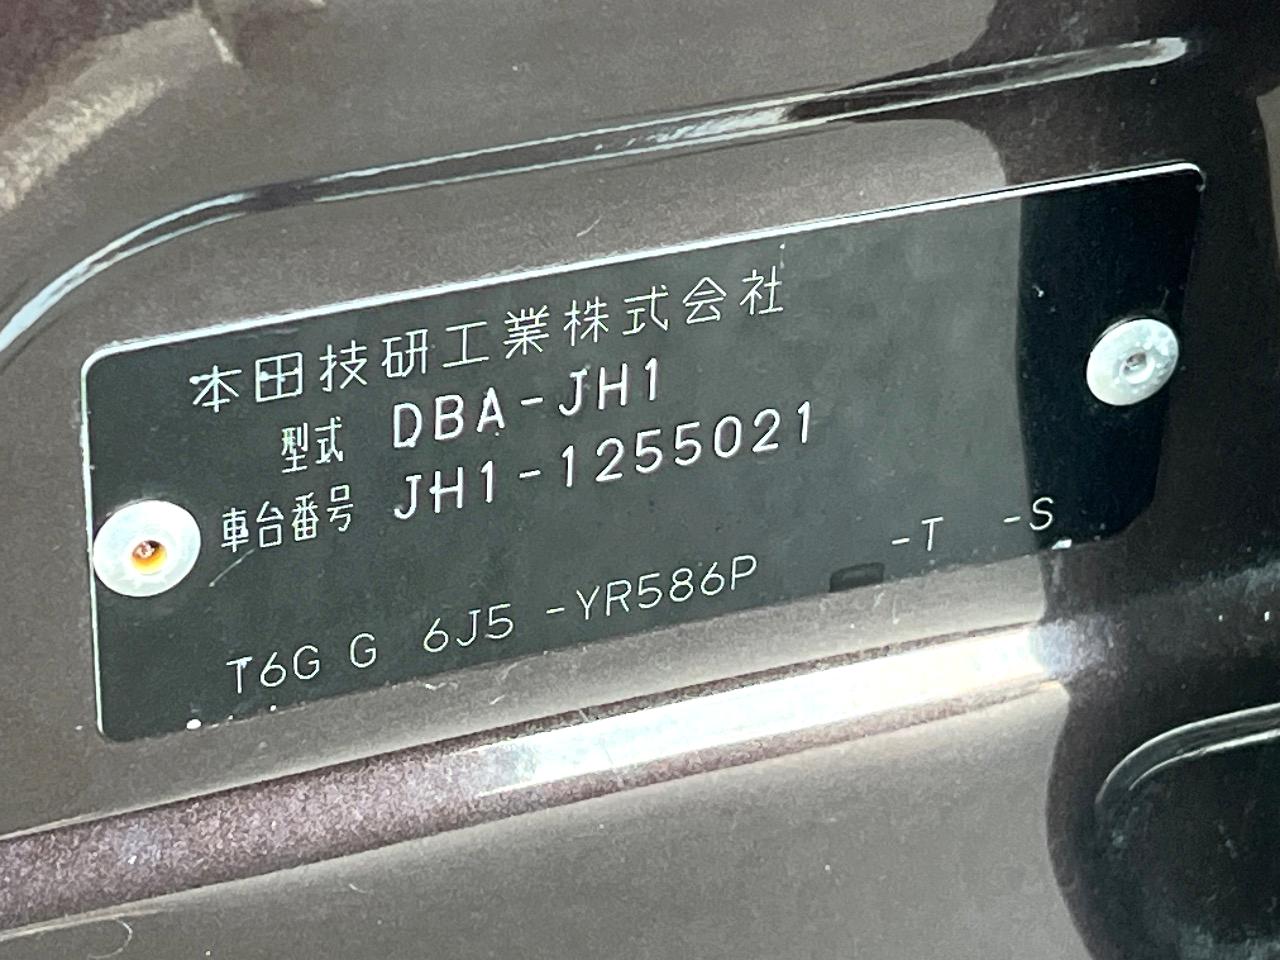 本田技研工業株式会社
型式 DBA-JH1
車台番号 JH1-1255021
T6G G 6J5 -YR586P -T -S